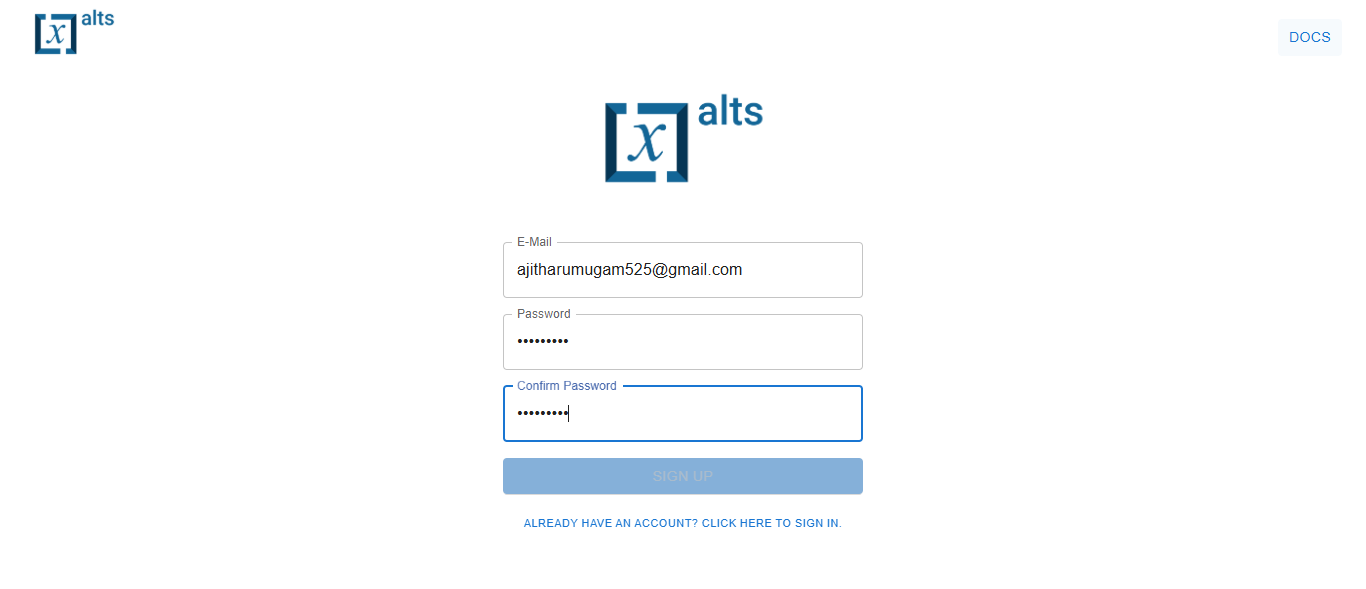 [x] alts
DOCS
[x] alts
E-Mail
ajitharumugam525@gmail.com
Password
•••••••••
Confirm Password
•••••••••
SIGN UP
ALREADY HAVE AN ACCOUNT? CLICK HERE TO SIGN IN.